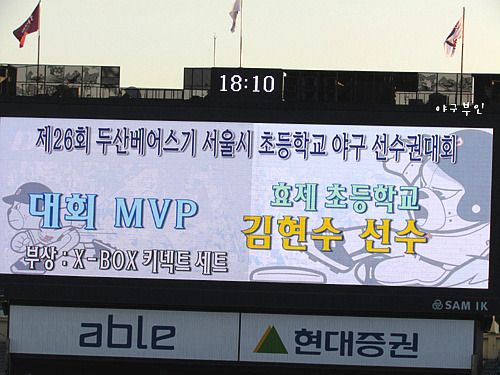 18:10
야구부인
제26회 두산베어스기 서울시 초등학교 야구 선수권대회
대회 MVP
부상 : X-BOX 키넥트 세트
효제 초등학교
김현수 선수
SAM IK
able
현대증권